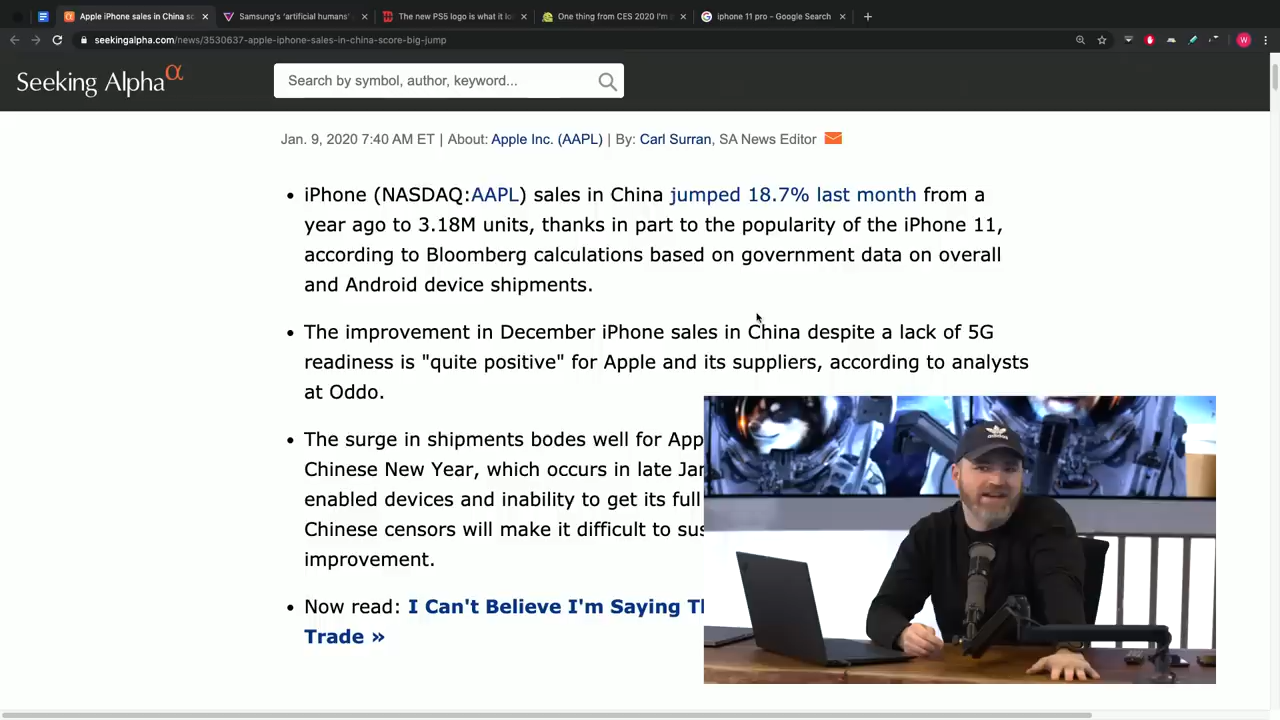 Apple iPhone sales in China sc
Samsung's 'artificial humans'
The new PS5 logo is what it lo
One thing from CES 2020 I'm m
iphone 11 pro - Google Search
seekingalpha.com/news/3530637-apple-iphone-sales-in-china-score-big-jump
W
Seeking Alpha α
Search by symbol, author, keyword...
Jan. 9, 2020 7:40 AM ET | About: Apple Inc. (AAPL) | By: Carl Surran, SA News Editor
• iPhone (NASDAQ:AAPL) sales in China jumped 18.7% last month from a
year ago to 3.18M units, thanks in part to the popularity of the iPhone 11,
according to Bloomberg calculations based on government data on overall
and Android device shipments.
• The improvement in December iPhone sales in China despite a lack of 5G
readiness is "quite positive" for Apple and its suppliers, according to analysts
at Oddo.
• The surge in shipments bodes well for App
Chinese New Year, which occurs in late Jan
enabled devices and inability to get its full
Chinese censors will make it difficult to sus
improvement.
• Now read: I Can't Believe I'm Saying Th
Trade »
adidas